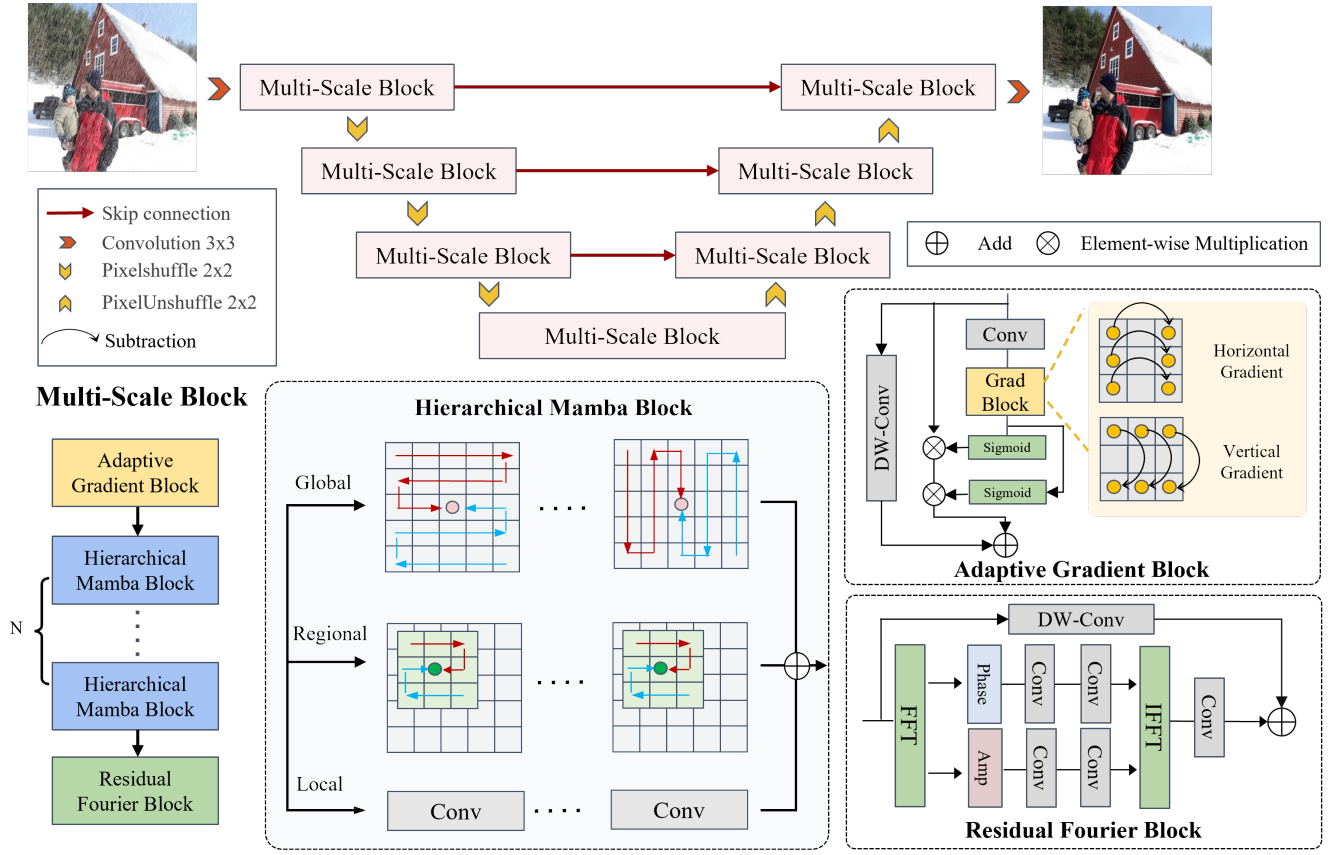 Multi-Scale Block
Multi-Scale Block
Multi-Scale Block
Multi-Scale Block
Multi-Scale Block
Multi-Scale Block
Multi-Scale Block
Skip connection
Convolution 3x3
Pixelshuffle 2x2
PixelUnshuffle 2x2
Subtraction
Add
Element-wise Multiplication
Multi-Scale Block
Adaptive
Gradient Block
Hierarchical
Mamba Block
N
Hierarchical
Mamba Block
Residual
Fourier Block
Hierarchical Mamba Block
Global
Regional
Local
Conv
Conv
Conv
Grad
Block
DW-Conv
Sigmoid
Sigmoid
Horizontal
Gradient
Vertical
Gradient
Adaptive Gradient Block
DW-Conv
FFT
Phase
Conv
Conv
Amp
Conv
Conv
IFFT
Conv
Residual Fourier Block